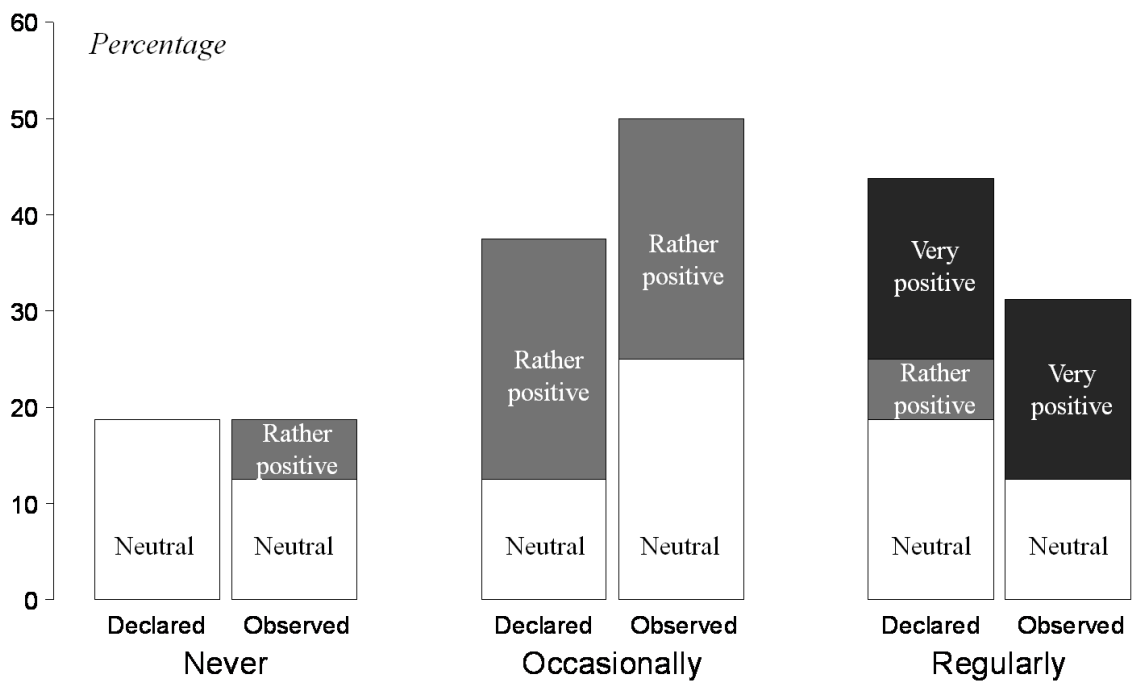 60
Percentage
50
40
30
20
10
0
Neutral
Rather
positive
Neutral
Rather
positive
Neutral
Rather
positive
Neutral
Very
positive
Rather
positive
Neutral
Very
positive
Neutral
Declared Observed
Never
Declared Observed
Occasionally
Declared Observed
Regularly